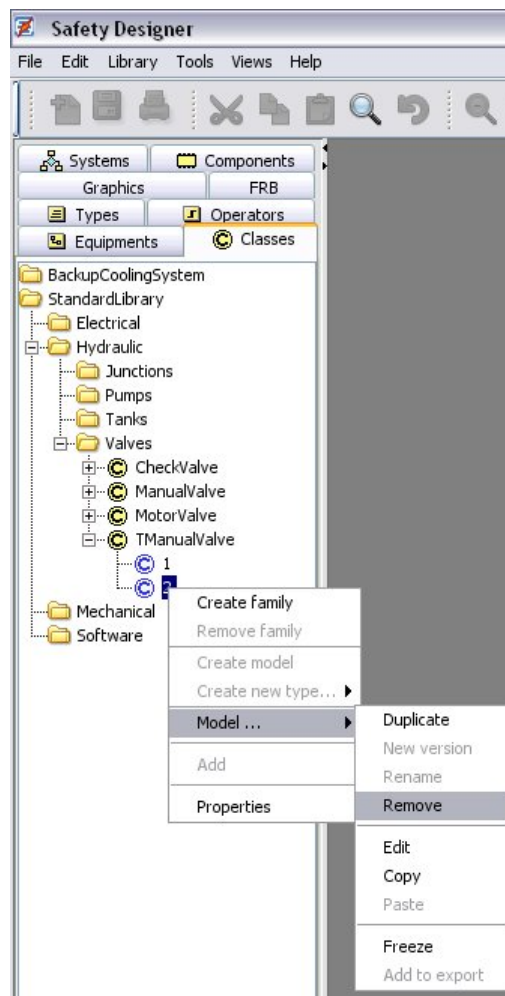 Safety Designer
File Edit Library Tools Views Help
Systems Components
Graphics FRB
Types Operators
Equipments Classes
BackupCoolingSystem
StandardLibrary
Electrical
Hydraulic
Junctions
Pumps
Tanks
Valves
CheckValve
ManualValve
MotorValve
TManualValve
1
2
Mechanical
Software
Create family
Remove family
Create model
Create new type...
Model ...
Add
Properties
Duplicate
New version
Rename
Remove
Edit
Copy
Paste
Freeze
Add to export